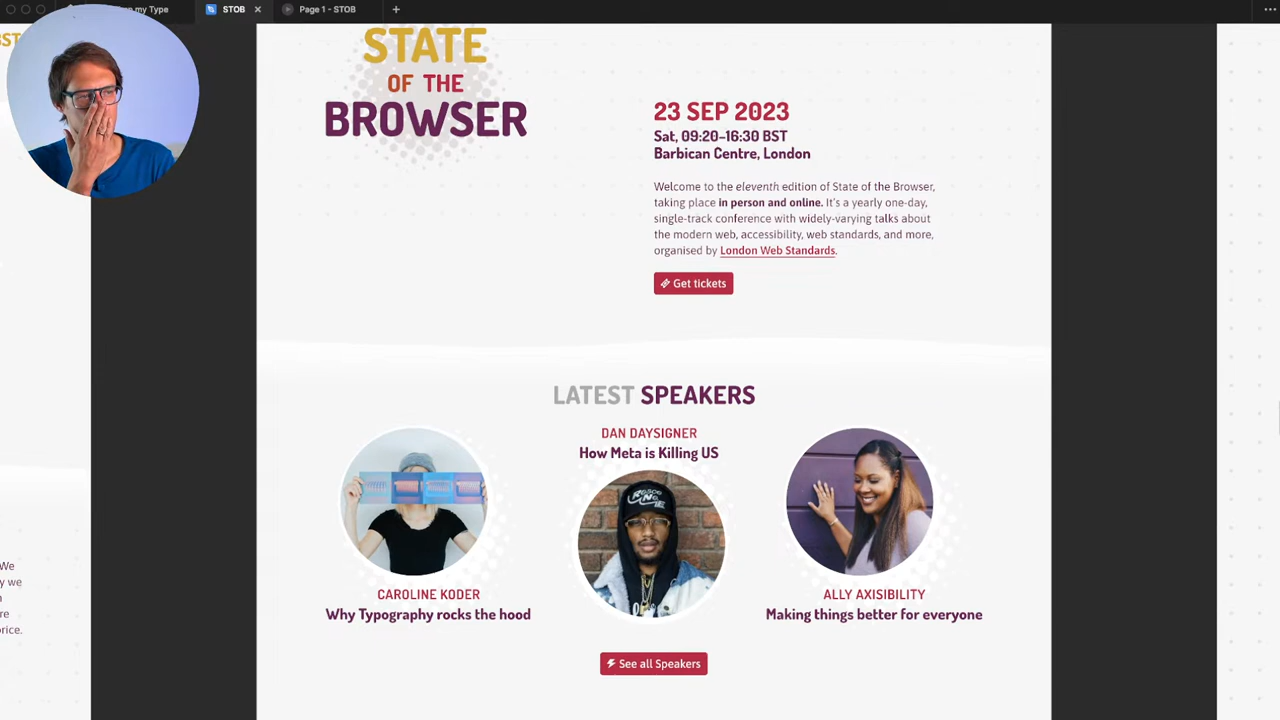 my Type
STOB
Page 1 - STOB
STATE
OF THE
BROWSER
23 SEP 2023
Sat, 09:20–16:30 BST
Barbican Centre, London
Welcome to the eleventh edition of State of the Browser,
taking place in person and online. It's a yearly one-day,
single-track conference with widely-varying talks about
the modern web, accessibility, web standards, and more,
organised by London Web Standards.
Get tickets
LATEST SPEAKERS
DAN DAYSIGNER
How Meta is Killing US
CAROLINE KODER
Why Typography rocks the hood
ALLY AXISIBILITY
Making things better for everyone
See all Speakers